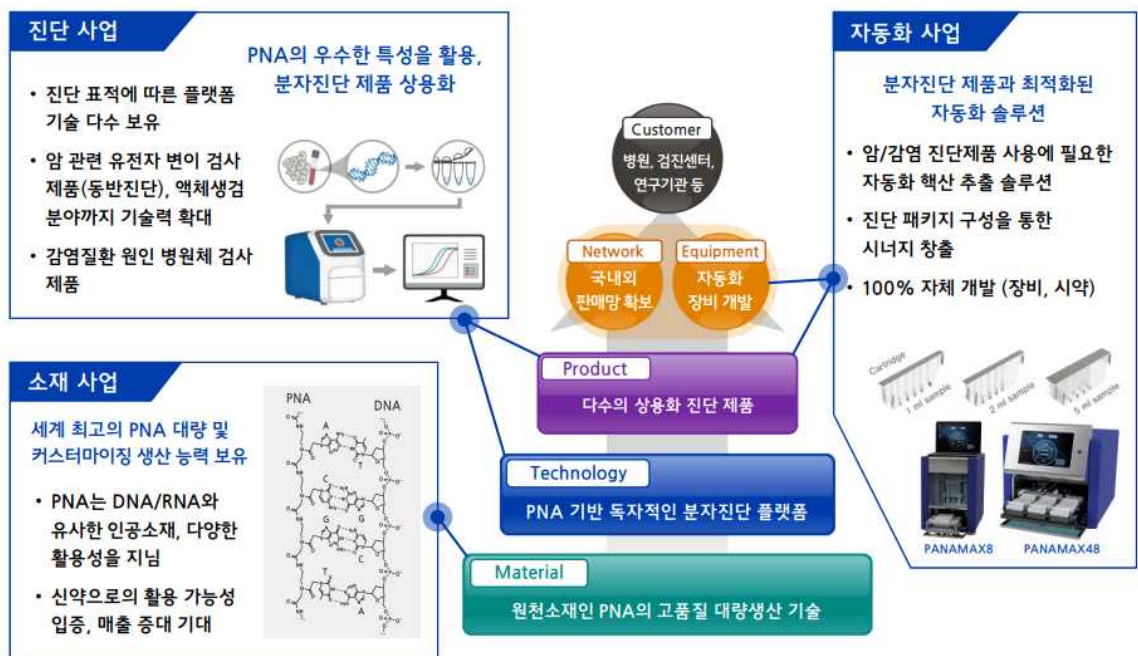 진단 사업
PNA의 우수한 특성을 활용,
분자진단 제품 상용화
• 진단 표적에 따른 플랫폼
기술 다수 보유
• 암 관련 유전자 변이 검사
제품(동반진단), 액체생검
분야까지 기술력 확대
• 감염질환 원인 병원체 검사
제품
소재 사업
세계 최고의 PNA 대량 및
커스터마이징 생산 능력 보유
• PNA는 DNA/RNA와
유사한 인공소재, 다양한
활용성을 지님
• 신약으로의 활용 가능성
입증, 매출 증대 기대
PNA
DNA
A
T
C
G
G
C
T
A
Customer
병원, 검진센터,
연구기관 등
Network
국내외
판매망 확보
Equipment
자동화
장비 개발
Product
다수의 상용화 진단 제품
Technology
PNA 기반 독자적인 분자진단 플랫폼
Material
원천소재인 PNA의 고품질 대량생산 기술
자동화 사업
분자진단 제품과 최적화된
자동화 솔루션
• 암/감염 진단제품 사용에 필요한
자동화 핵산 추출 솔루션
• 진단 패키지 구성을 통한
시너지 창출
• 100% 자체 개발 (장비, 시약)
Cartridge
1 ml sample
2 ml sample
5 ml sample
PANAMAX8
PANAMAX48